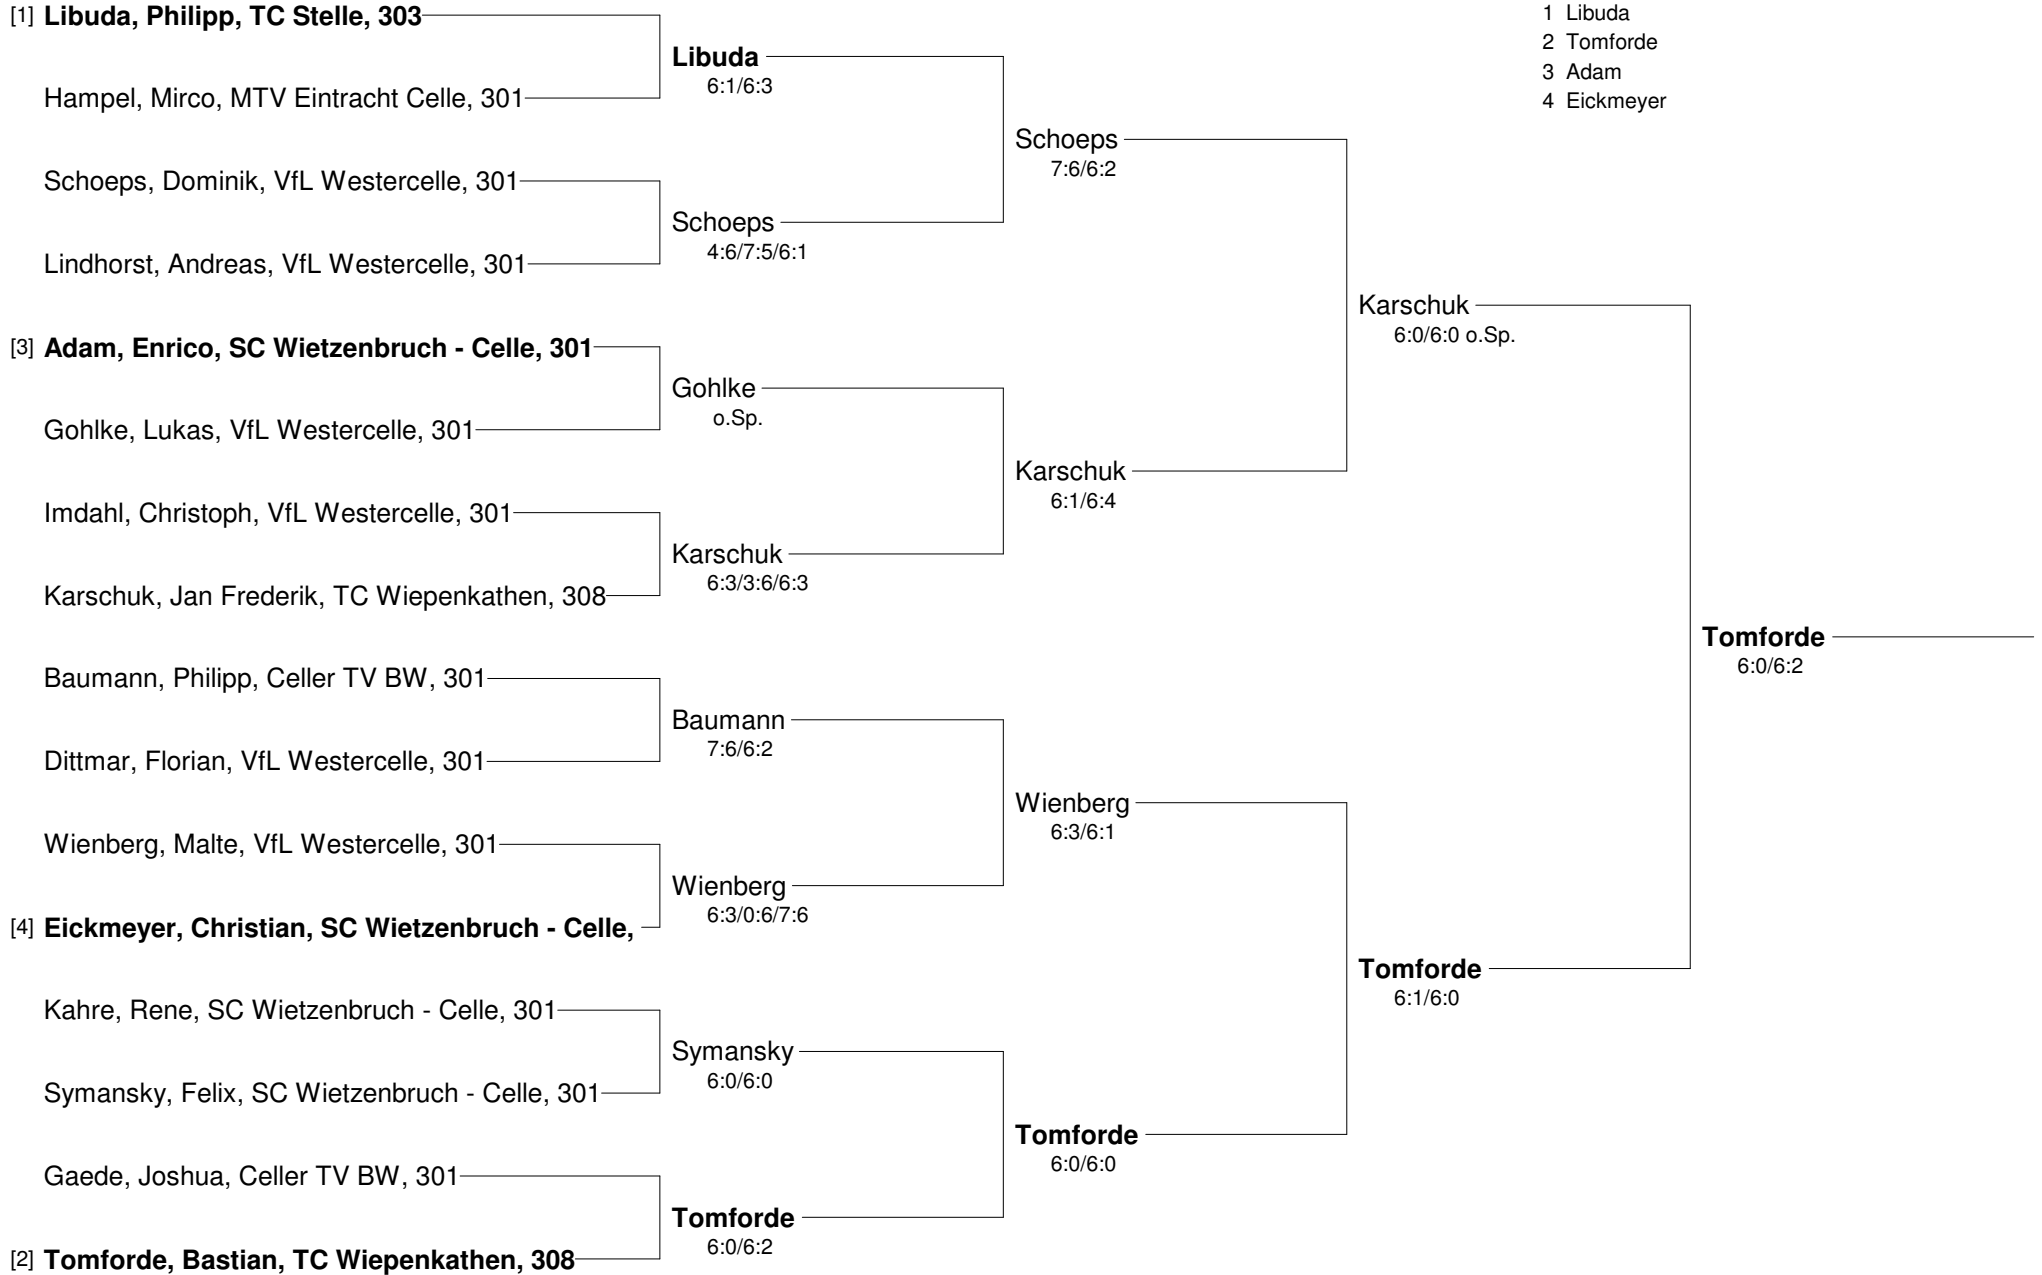 [1] Libuda, Philipp, TC Stelle, 303
Hampel, Mirco, MTV Eintracht Celle, 301
Schoeps, Dominik, VfL Westercelle, 301
Lindhorst, Andreas, VfL Westercelle, 301
[3] Adam, Enrico, SC Wietzenbruch - Celle, 301
Gohlke, Lukas, VfL Westercelle, 301
Imdahl, Christoph, VfL Westercelle, 301
Karschuk, Jan Frederik, TC Wiepenkathen, 308
Baumann, Philipp, Celler TV BW, 301
Dittmar, Florian, VfL Westercelle, 301
Wienberg, Malte, VfL Westercelle, 301
[4] Eickmeyer, Christian, SC Wietzenbruch - Celle,
Kahre, Rene, SC Wietzenbruch - Celle, 301
Symansky, Felix, SC Wietzenbruch - Celle, 301
Gaede, Joshua, Celler TV BW, 301
[2] Tomforde, Bastian, TC Wiepenkathen, 308
Libuda
6:1/6:3
Schoeps
4:6/7:5/6:1
Gohlke
o.Sp.
Karschuk
6:3/3:6/6:3
Baumann
7:6/6:2
Wienberg
6:3/0:6/7:6
Symansky
6:0/6:0
Tomforde
6:0/6:2
Schoeps
7:6/6:2
Karschuk
6:1/6:4
Wienberg
6:3/6:1
Tomforde
6:0/6:0
Karschuk
6:0/6:0 o.Sp.
Tomforde
6:1/6:0
Tomforde
6:0/6:2
1 Libuda
2 Tomforde
3 Adam
4 Eickmeyer